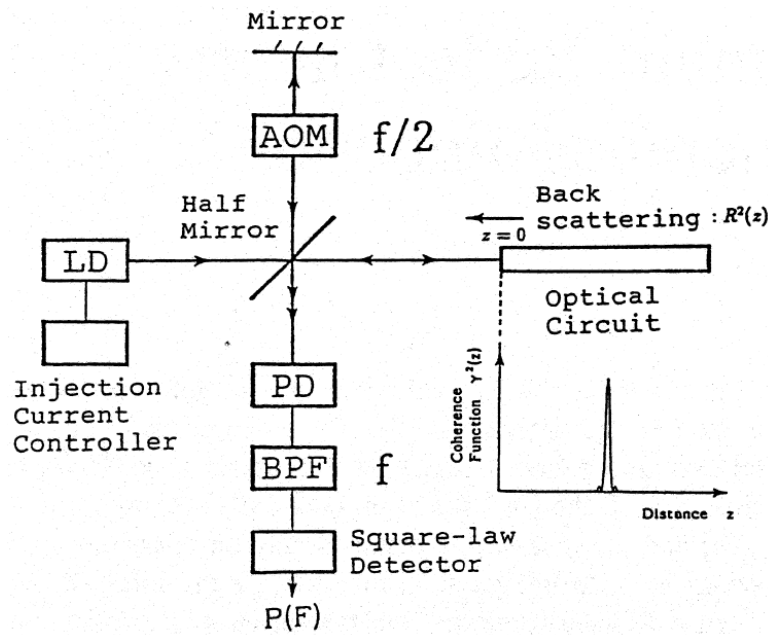 Mirror
AOM
f/2
Half
Mirror
Back
scattering : R²(z)
z = 0
LD
Optical
Circuit
Injection
Current
Controller
PD
Coherence
Function γ²(z)
BPF
f
Distance z
Square-law
Detector
P(F)